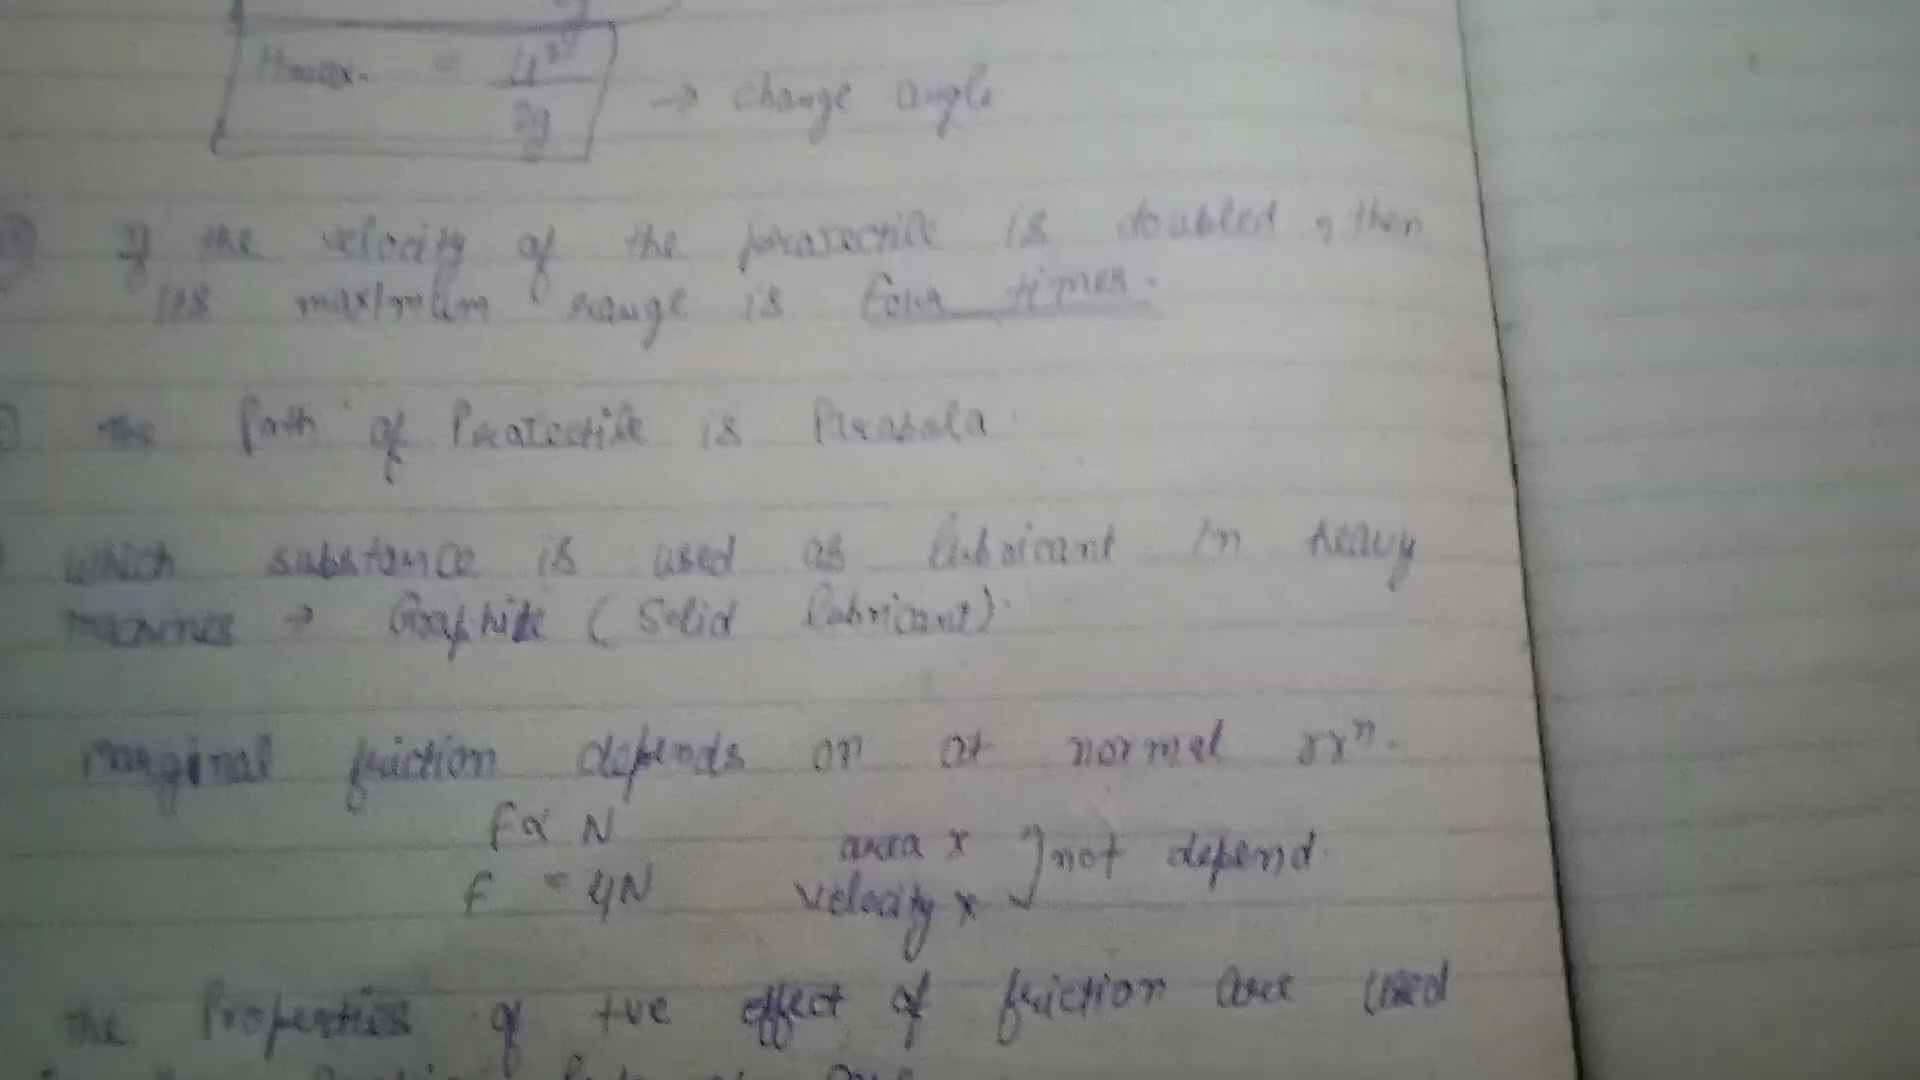 Hmax. = u²/2g → change angle
If the velocity of the projectile is doubled, then
its maximum range is four times.
the Path of Projectile is Parabola
which substance is used as lubricant in heavy
machines → Graphite (Solid lubricant).
marginal friction depends on at normal rxⁿ.
F ∝ N
area x } not depend.
F = μN velocity x
the Properties of +ve effect of friction are used